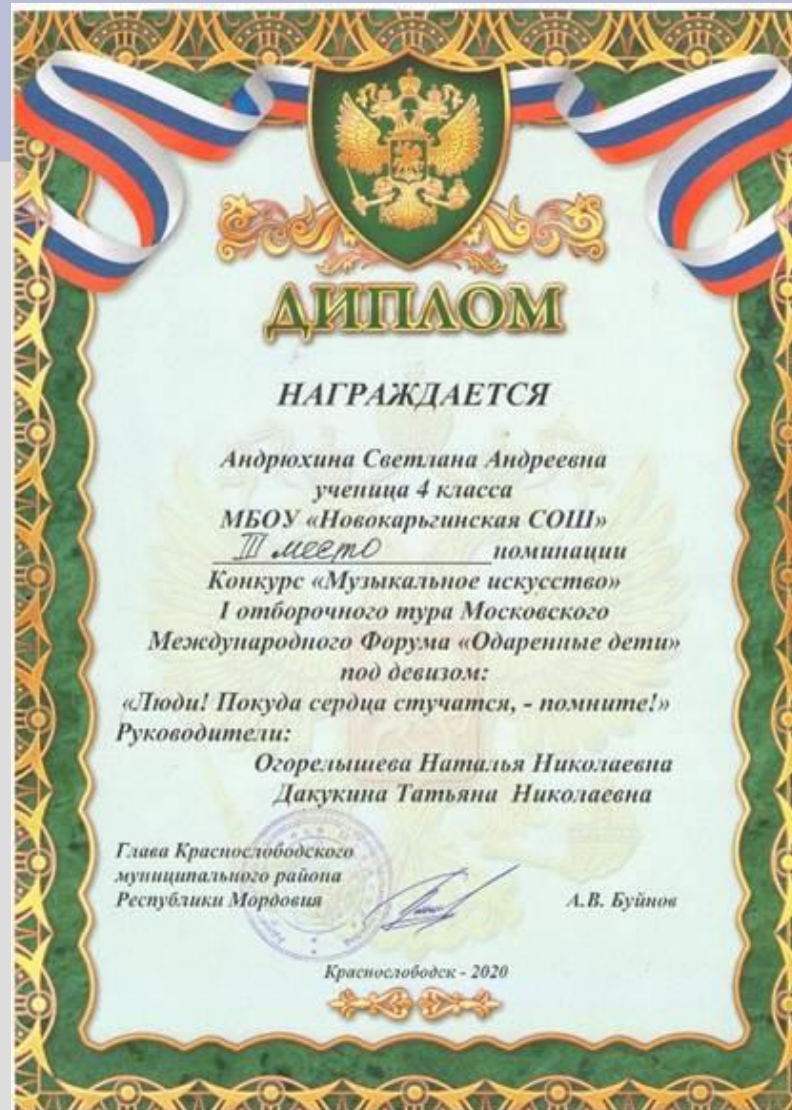 ДИПЛОМ
НАГРАЖДАЕТСЯ
Андрюхина Светлана Андреевна
ученица 4 класса
МБОУ «Новокарьгинская СОШ»
III место номинации
Конкурс «Музыкальное искусство»
I отборочного тура Московского
Международного Форума «Одаренные дети»
под девизом:
«Люди! Покуда сердца стучатся, - помните!»
Руководители:
Огорельышева Наталья Николаевна
Дакукина Татьяна Николаевна
Глава Краснослободского
муниципального района
Республики Мордовия
А.В. Буйнов
Краснослободск - 2020